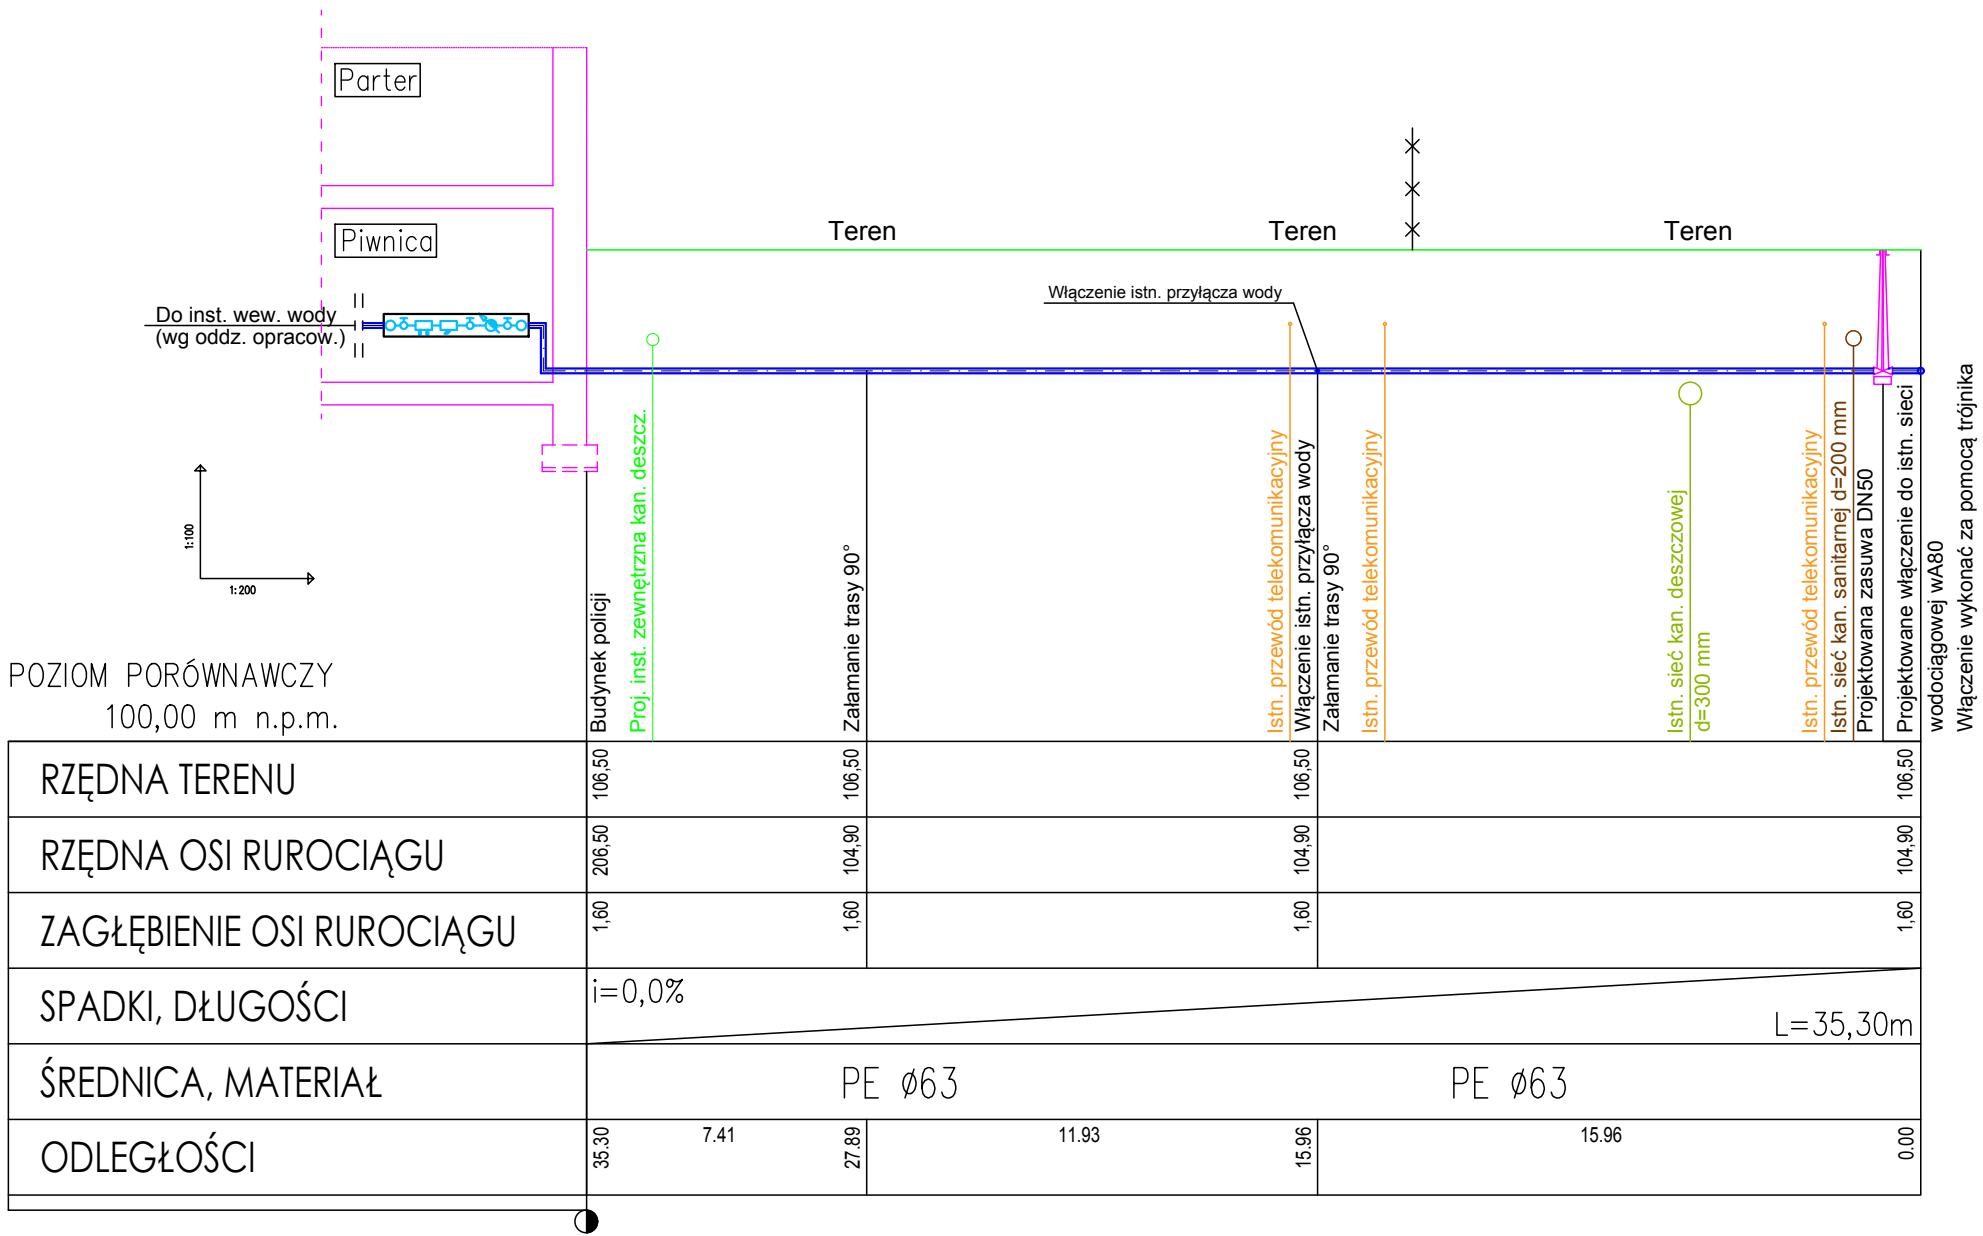 Parter
Piwnica
Teren
Teren
Teren
Włączenie istn. przyłącza wody
Do inst. wew. wody
(wg oddz. opracow.)
1:100
1:200
Budynek policji
Proj. inst. zewnętrzna kan. deszcz.
Załamanie trasy 90°
Istn. przewód telekomunikacyjny
Włączenie istn. przyłącza wody
Załamanie trasy 90°
Istn. przewód telekomunikacyjny
Istn. sieć kan. deszczowej
d=300 mm
Istn. przewód telekomunikacyjny
Istn. sieć kan. sanitarnej d=200 mm
Projektowana zasuwa DN50
Projektowane włączenie do istn. sieci
wodociągowej wA80
Włączenie wykonać za pomocą trójnika
POZIOM PORÓWNAWCZY
100,00 m n.p.m.
RZĘDNA TERENU
106,50
106,50
106,50
106,50
RZĘDNA OSI RUROCIĄGU
206,50
104,90
104,90
104,90
ZAGŁĘBIENIE OSI RUROCIĄGU
1,60
1,60
1,60
1,60
SPADKI, DŁUGOŚCI
i=0,0%
L=35,30m
ŚREDNICA, MATERIAŁ
PE ø63
PE ø63
ODLEGŁOŚCI
35.30
7.41
27.89
11.93
15.96
15.96
0.00